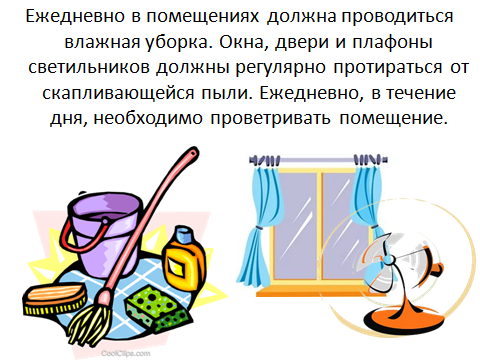 Ежедневно в помещениях должна проводиться
влажная уборка. Окна, двери и плафоны
светильников должны регулярно протираться от
скапливающейся пыли. Ежедневно, в течение
дня, необходимо проветривать помещение.
CoolClips.com